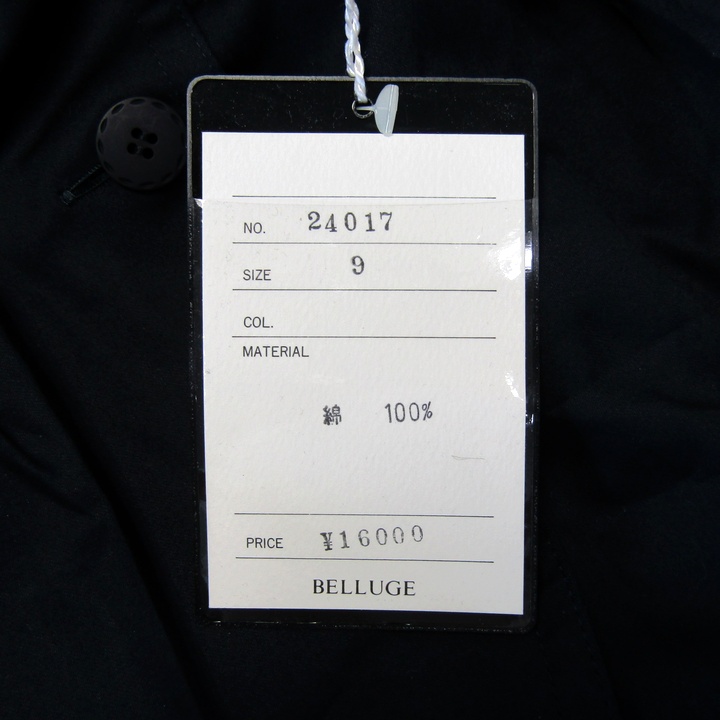 NO. 24017
SIZE 9
COL.
MATERIAL
綿 100%
PRICE ¥16000
BELLUGE